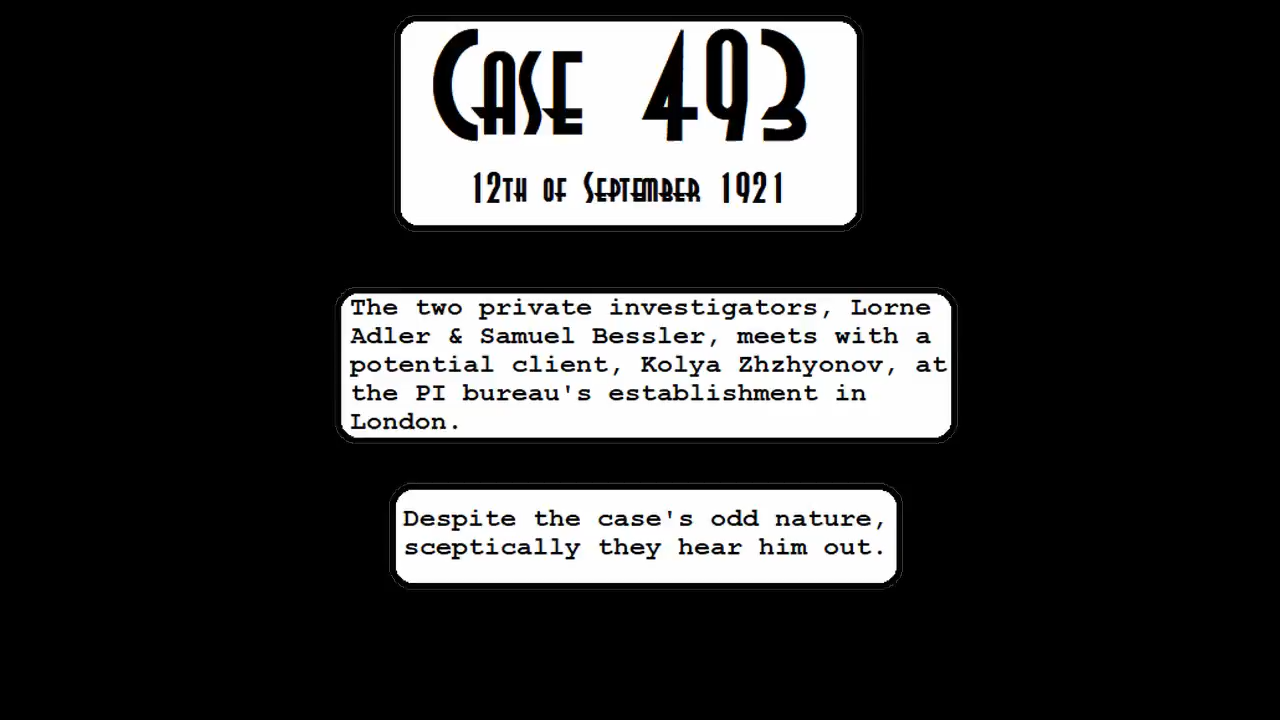 Case 493
12th of September 1921
The two private investigators, Lorne
Adler & Samuel Bessler, meets with a
potential client, Kolya Zhzhyonov, at
the PI bureau's establishment in
London.
Despite the case's odd nature,
sceptically they hear him out.